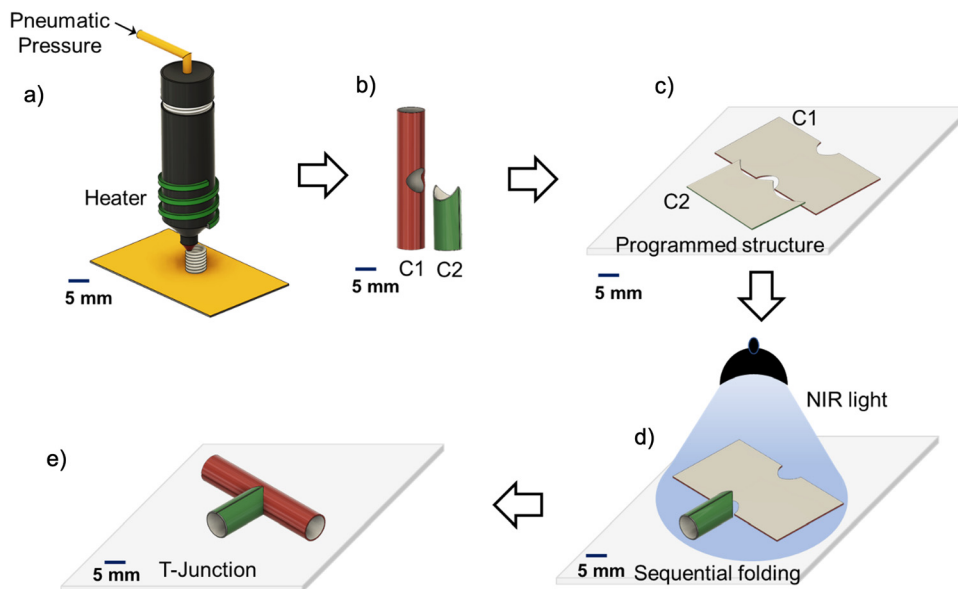 Pneumatic
Pressure
a)
Heater
5 mm
b)
C1
C2
5 mm
c)
C1
C2
Programmed structure
5 mm
NIR light
d)
5 mm
Sequential folding
e)
5 mm
T-Junction